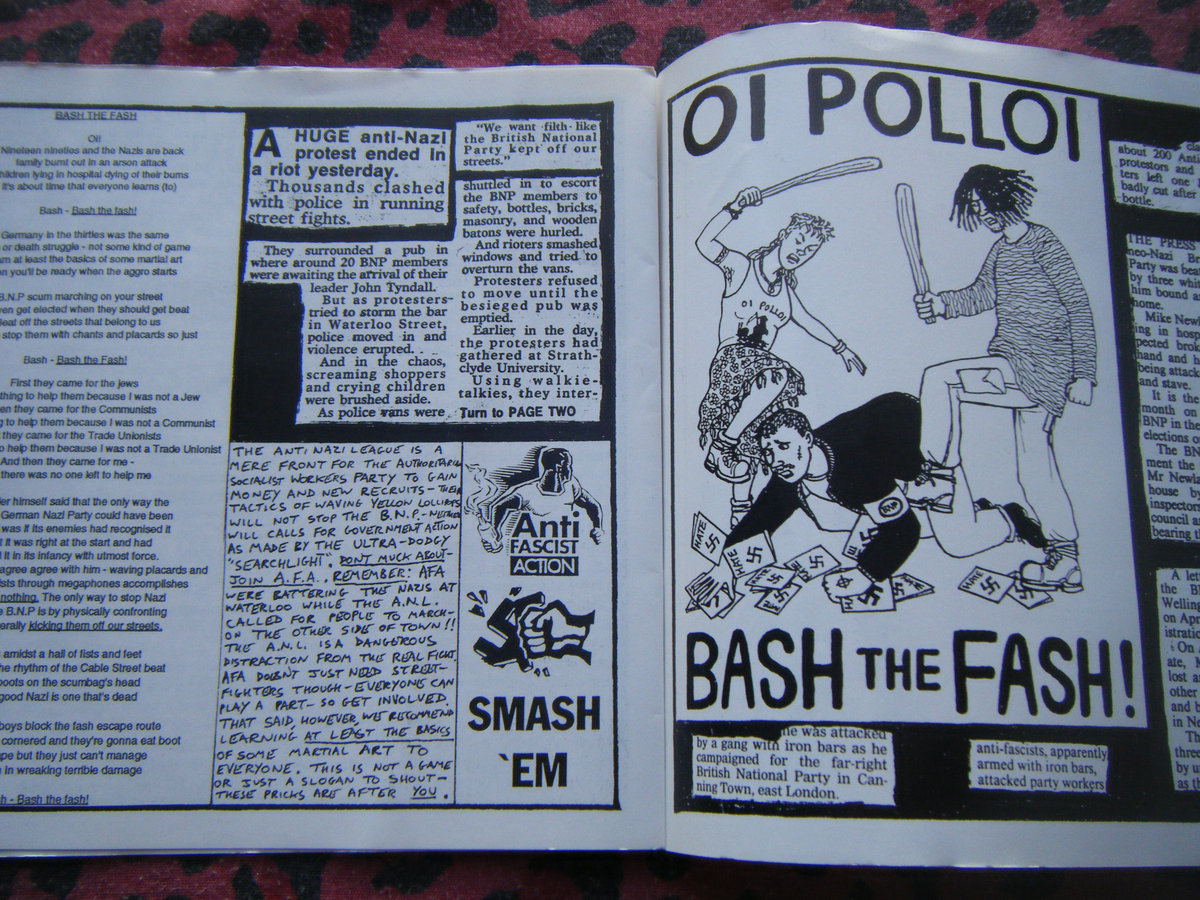 BASH THE FASH
Oi!
Nineteen nineties and the Nazis are back
family burnt out in an arson attack
children lying in hospital dying of their burns
it's about time that everyone learns (to)
Bash - Bash the fash!
Germany in the thirties was the same
or death struggle - not some kind of game
at least the basics of some martial art
you'll be ready when the aggro starts
B.N.P scum marching on your street
get elected when they should get beat
off the streets that belong to us
stop them with chants and placards so just
Bash - Bash the Fash!
First they came for the jews
thing to help them because I was not a Jew
they came for the Communists
to help them because I was not a Communist
they came for the Trade Unionists
to help them because I was not a Trade Unionist
And then they came for me -
there was no one left to help me
himself said that the only way the
German Nazi Party could have been
was if its enemies had recognised it
it was right at the start and had
it in its infancy with utmost force.
agree with him - waving placards and
through megaphones accomplishes
nothing. The only way to stop Nazi
B.N.P is by physically confronting
kicking them off our streets.
amidst a hail of fists and feet
the rhythm of the Cable Street beat
boots on the scumbag's head
good Nazi is one that's dead
boys block the fash escape route
cornered and they're gonna eat boot
but they just can't manage
in wreaking terrible damage
- Bash the fash!
A HUGE anti-Nazi
protest ended in
a riot yesterday.
Thousands clashed
with police in running
street fights.
They surrounded a pub in
where around 20 BNP members
were awaiting the arrival of their
leader John Tyndall.
But as protesters
tried to storm the bar
in Waterloo Street,
police moved in and
violence erupted.
And in the chaos,
screaming shoppers
and crying children
were brushed aside.
As police vans were
"We want filth like
the British National
Party kept off our
streets."
shuttled in to escort
the BNP members to
safety, bottles, bricks,
masonry, and wooden
batons were hurled.
And rioters smashed
windows and tried to
overturn the vans.
Protesters refused
to move until the
besieged pub was
emptied.
Earlier in the day,
the protesters had
gathered at Strath-
clyde University.
Using walkie-
talkies, they inter-
Turn to PAGE TWO
THE ANTI NAZI LEAGUE IS A
MERE FRONT FOR THE AUTHORITARIAN
SOCIALIST WORKERS PARTY TO GAIN
MONEY AND NEW RECRUITS - THEIR
TACTICS OF WAVING YELLOW LOLLIPOPS
WILL NOT STOP THE B.N.P. - NEITHER
WILL CALLS FOR GOVERNMENT ACTION
AS MADE BY THE ULTRA-DODGY
"SEARCHLIGHT". DON'T MUCK ABOUT -
JOIN A.F.A. REMEMBER! AFA
WERE BATTERING THE NAZIS AT
WATERLOO WHILE THE A.N.L.
CALLED FOR PEOPLE TO MARCH
ON THE OTHER SIDE OF TOWN!!
THE A.N.L. IS A DANGEROUS
DISTRACTION FROM THE REAL FIGHT.
AFA DOESN'T JUST NEED STREET-
FIGHTERS THOUGH - EVERYONE CAN
PLAY A PART - SO GET INVOLVED.
THAT SAID, HOWEVER, WE RECOMMEND
LEARNING AT LEAST THE BASICS
OF SOME MARTIAL ART TO
EVERYONE. THIS IS NOT A GAME
OR JUST A SLOGAN TO SHOUT -
THESE PRICKS ARE AFTER YOU.
Anti
FASCIST
ACTION
SMASH
'EM
OI POLLOI
OI POLLOI
BNP
HATE
HATE
HATE
BASH THE FASH!
he was attacked
by a gang with iron bars as he
campaigned for the far-right
British National Party in Can-
ning Town, east London.
anti-fascists, apparently
armed with iron bars,
attacked party workers
about 200 Anti
protestors and
ters left one
badly cut after
bottle.
THE PRESS
neo-Nazi Br
Party was bea
by three whit
him bound a
home.
Mike Newl
ing in hosp
pected brok
hand and
being attack
and stave.
It is the
month on
BNP in the
elections o
The BN
ment the
Mr Newla
house b
inspector
council
bearing t
A lett
the B
Wellin
on Apr
istratio
On A
ate,
lost a
other
and b
in No
Th
three
by u
as th